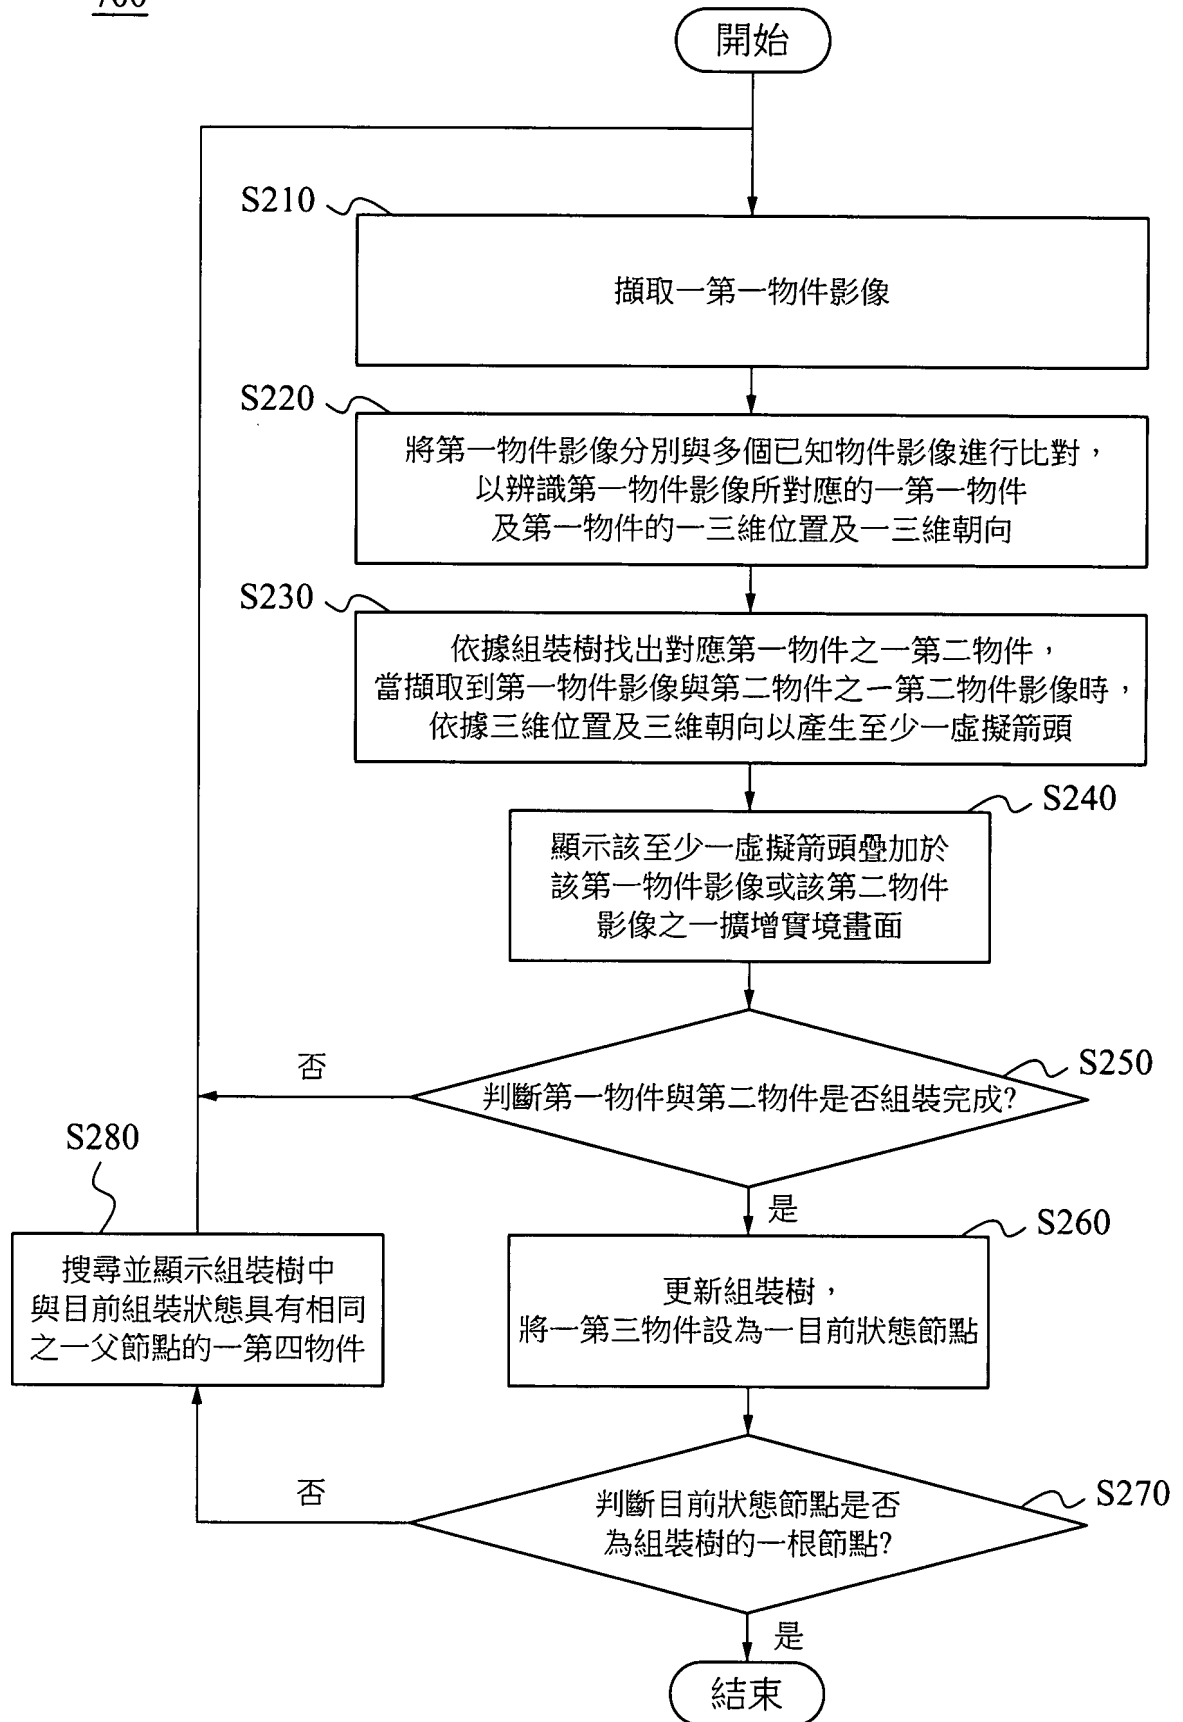 700
開始
S210
擷取一第一物件影像
S220
將第一物件影像分別與多個已知物件影像進行比對，
以辨識第一物件影像所對應的一第一物件
及第一物件的一三維位置及一三維朝向
S230
依據組裝樹找出對應第一物件之一第二物件，
當擷取到第一物件影像與第二物件之一第二物件影像時，
依據三維位置及三維朝向以產生至少一虛擬箭頭
S240
顯示該至少一虛擬箭頭疊加於
該第一物件影像或該第二物件
影像之一擴增實境畫面
否
S250
判斷第一物件與第二物件是否組裝完成?
S280
是
S260
搜尋並顯示組裝樹中
與目前組裝狀態具有相同
之一父節點的一第四物件
更新組裝樹，
將一第三物件設為一目前狀態節點
否
S270
判斷目前狀態節點是否
為組裝樹的一根節點?
是
結束